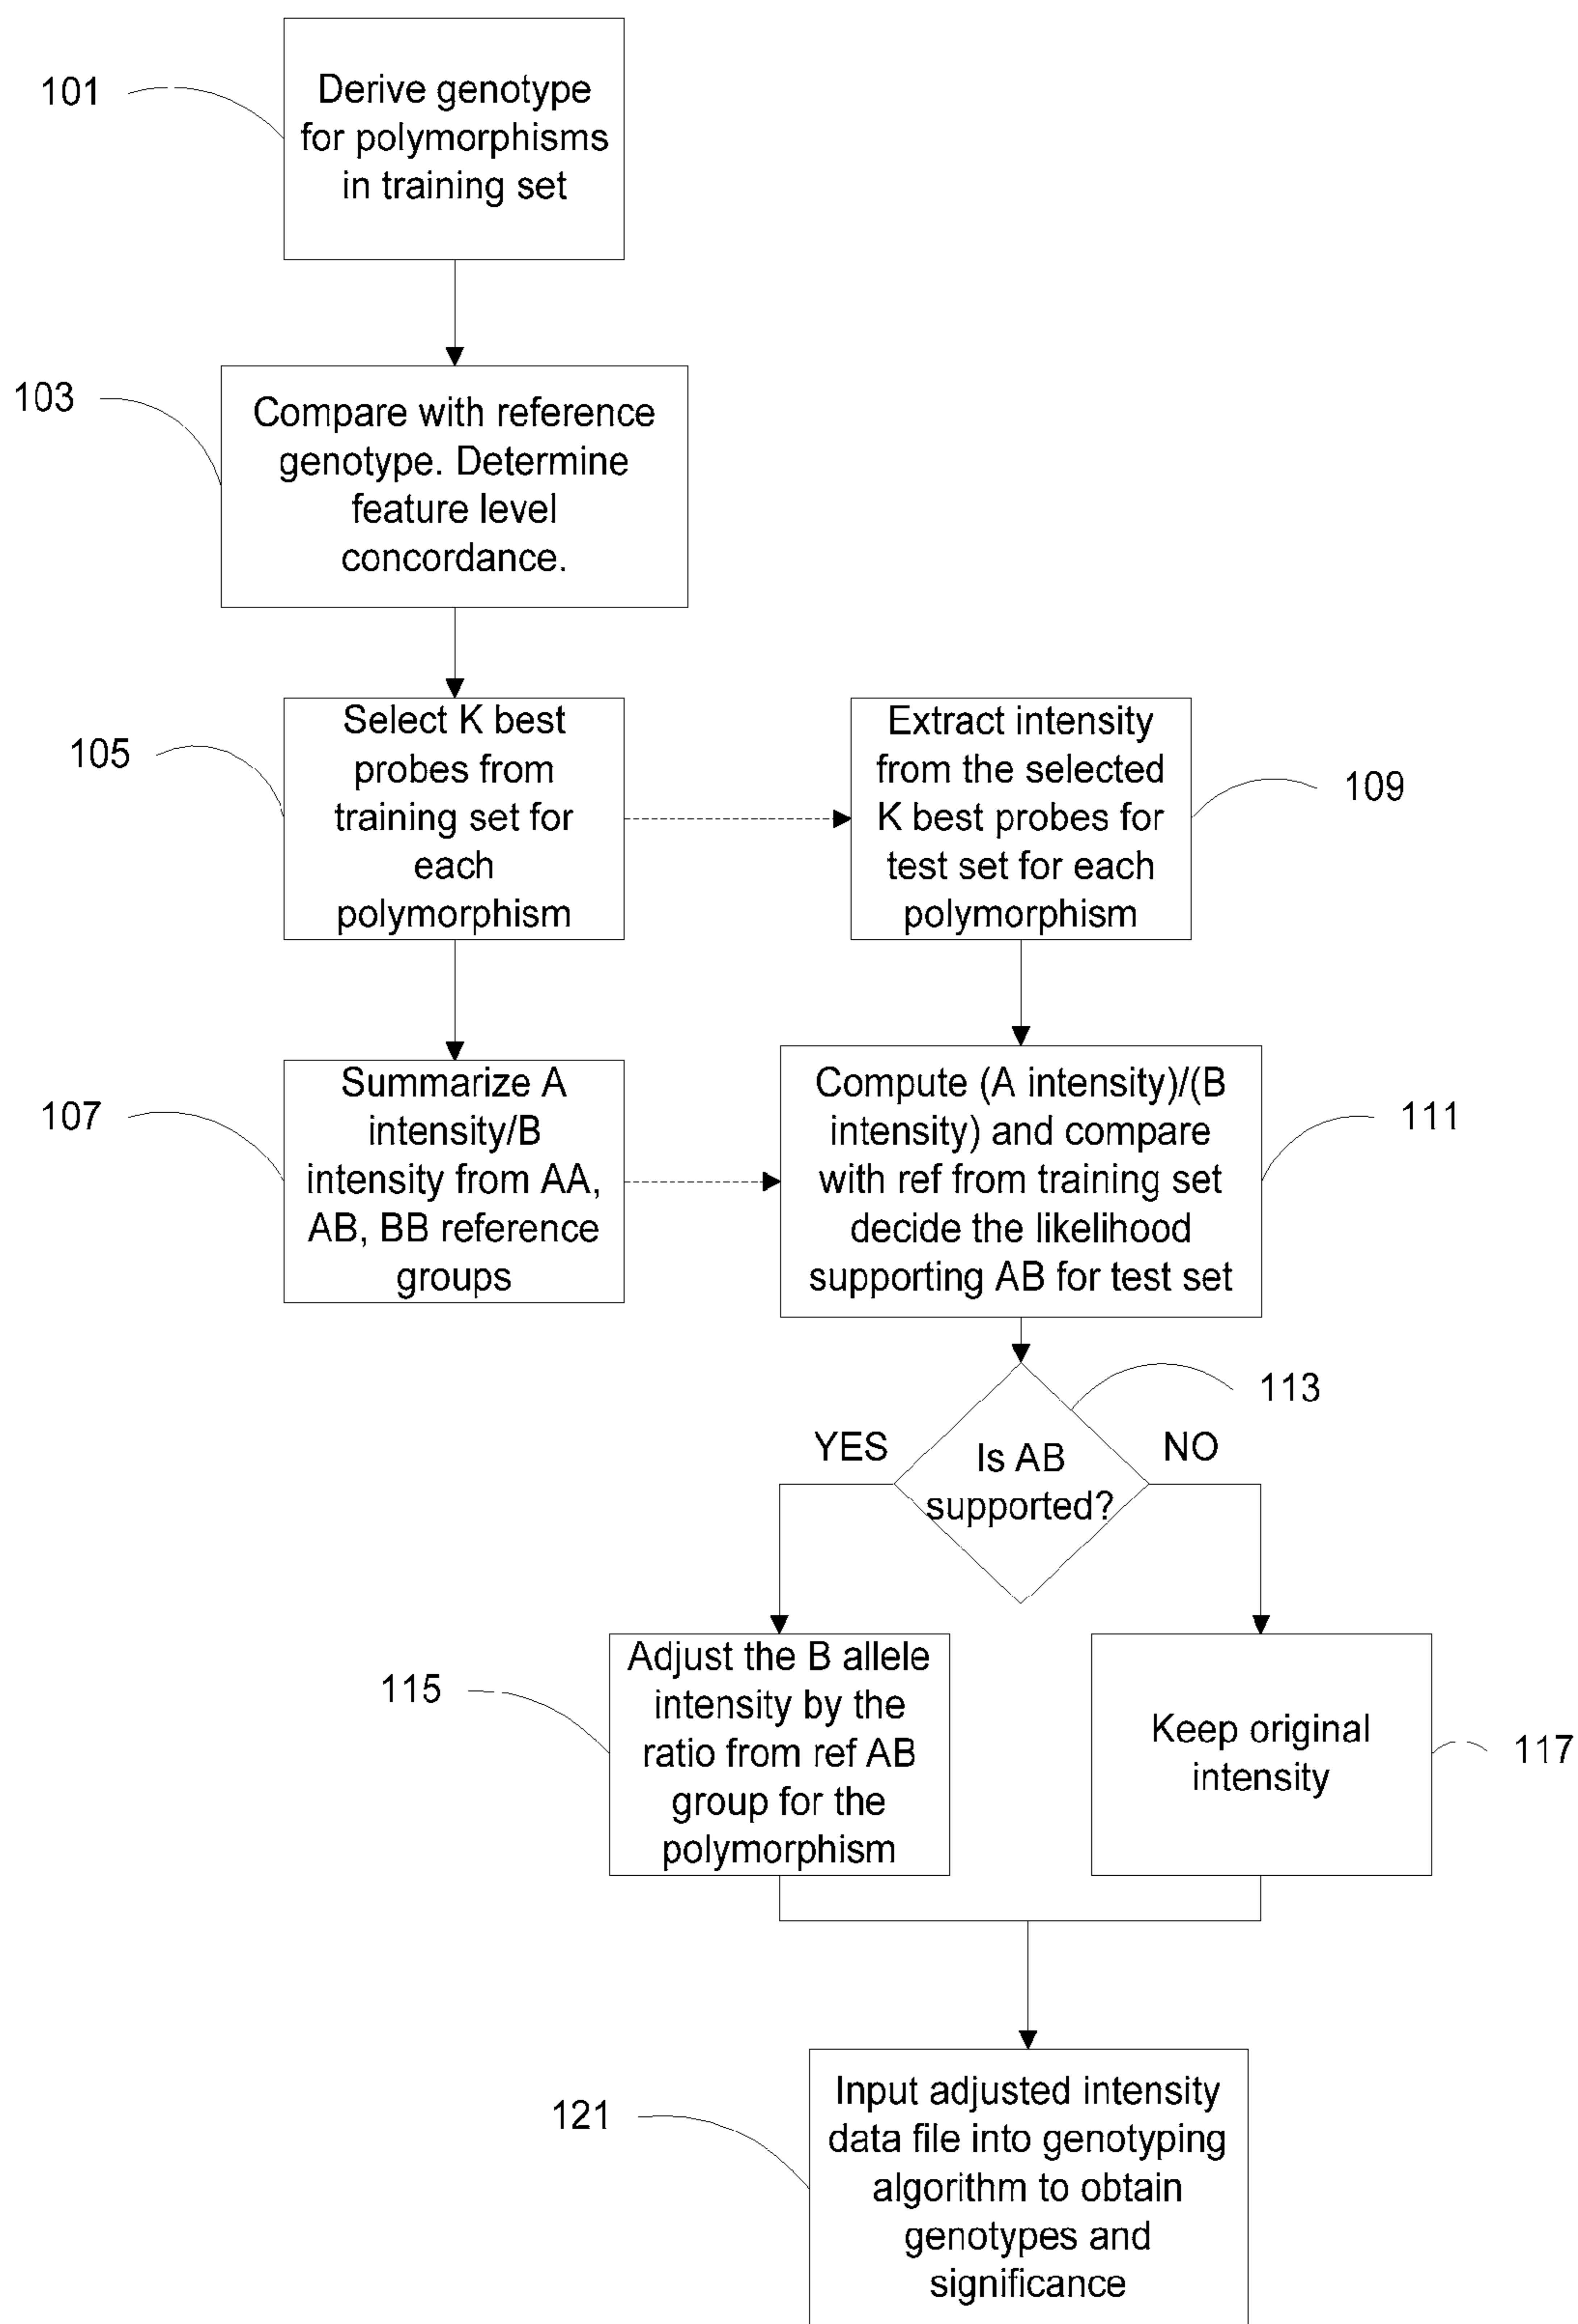 101
Derive genotype
for polymorphisms
in training set
103
Compare with reference
genotype. Determine
feature level
concordance.
105
Select K best
probes from
training set for
each
polymorphism
Extract intensity
from the selected
K best probes for
test set for each
polymorphism
109
107
Summarize A
intensity/B
intensity from AA,
AB, BB reference
groups
Compute (A intensity)/(B
intensity) and compare
with ref from training set
decide the likelihood
supporting AB for test set
111
113
YES
Is AB
supported?
NO
115
Adjust the B allele
intensity by the
ratio from ref AB
group for the
polymorphism
Keep original
intensity
117
121
Input adjusted intensity
data file into genotyping
algorithm to obtain
genotypes and
significance